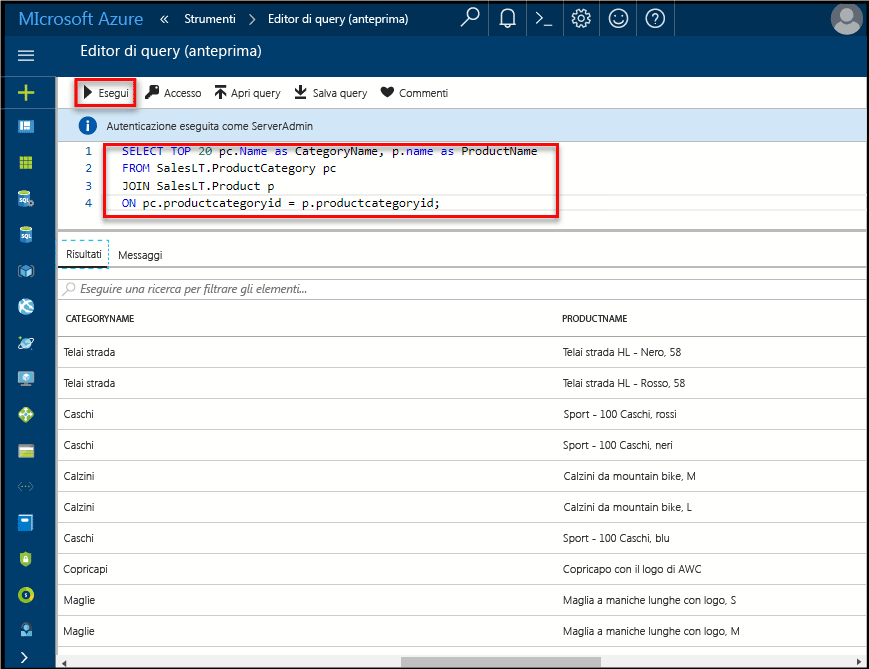 MIcrosoft Azure « Strumenti > Editor di query (anteprima)
Editor di query (anteprima)
Esegui Accesso Apri query Salva query Commenti
Autenticazione eseguita come ServerAdmin
1 SELECT TOP 20 pc.Name as CategoryName, p.name as ProductName
2 FROM SalesLT.ProductCategory pc
3 JOIN SalesLT.Product p
4 ON pc.productcategoryid = p.productcategoryid;
Risultati Messaggi
Eseguire una ricerca per filtrare gli elementi...
CATEGORYNAME PRODUCTNAME
Telai strada Telai strada HL - Nero, 58
Telai strada Telai strada HL - Rosso, 58
Caschi Sport - 100 Caschi, rossi
Caschi Sport - 100 Caschi, neri
Calzini Calzini da mountain bike, M
Calzini Calzini da mountain bike, L
Caschi Sport - 100 Caschi, blu
Copricapi Copricapo con il logo di AWC
Maglie Maglia a maniche lunghe con logo, S
Maglie Maglia a maniche lunghe con logo, M